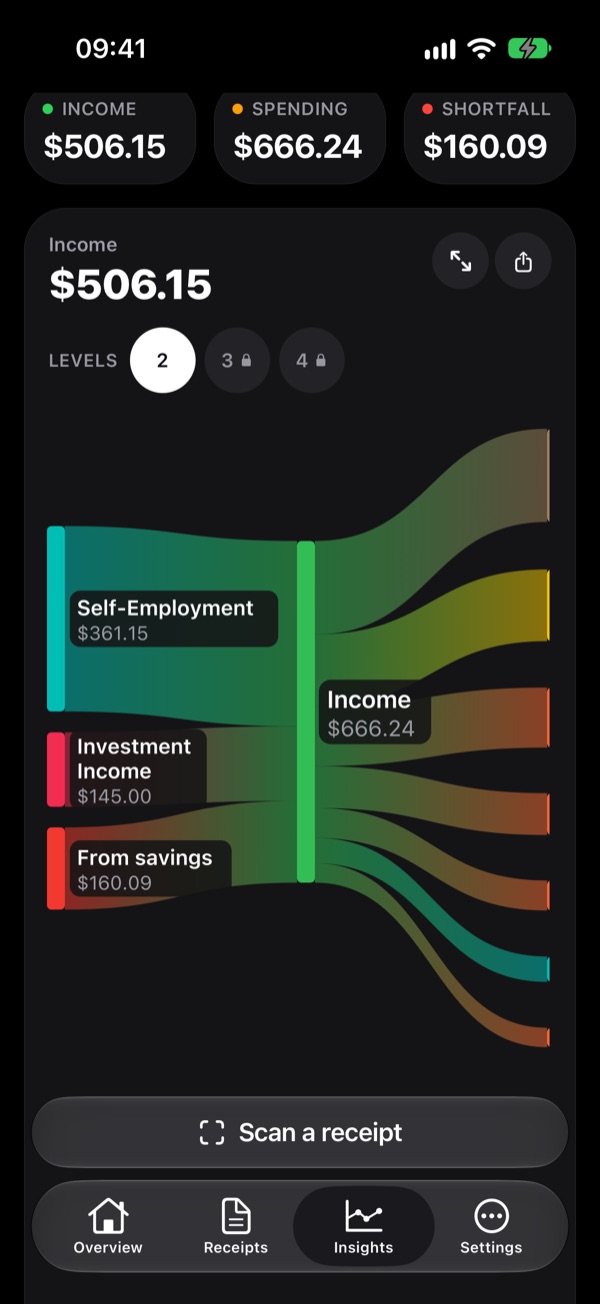 09:41
INCOME
$506.15
SPENDING
$666.24
SHORTFALL
$160.09
Income
$506.15
LEVELS 2 3 4
Self-Employment
$361.15
Income
$666.24
Investment
Income
$145.00
From savings
$160.09
Scan a receipt
Overview
Receipts
Insights
Settings